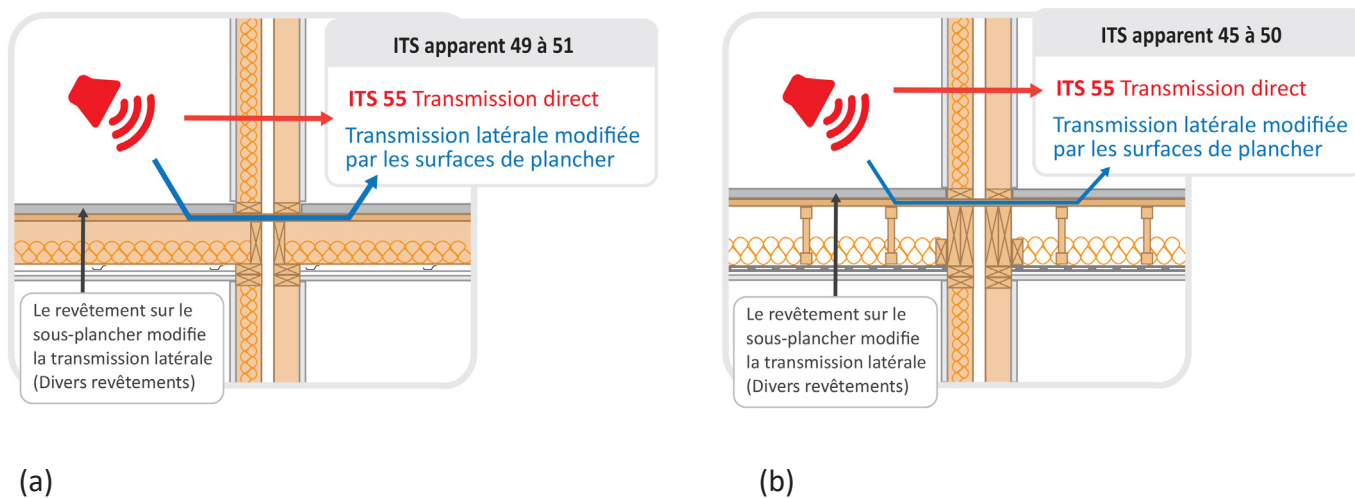 ITS apparent 49 à 51
ITS 55 Transmission direct
Transmission latérale modifiée
par les surfaces de plancher
Le revêtement sur le
sous-plancher modifie
la transmission latérale
(Divers revêtements)
(a)
ITS apparent 45 à 50
ITS 55 Transmission direct
Transmission latérale modifiée
par les surfaces de plancher
Le revêtement sur le
sous-plancher modifie
la transmission latérale
(Divers revêtements)
(b)